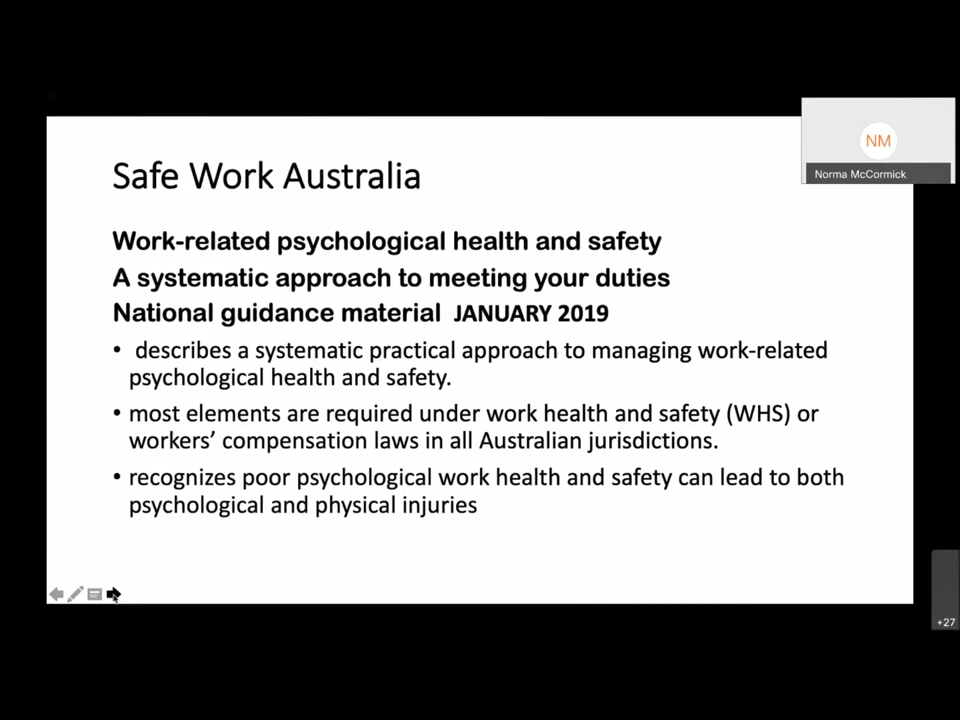 NM
Norma McCormick
Safe Work Australia
Work-related psychological health and safety
A systematic approach to meeting your duties
National guidance material JANUARY 2019
• describes a systematic practical approach to managing work-related
psychological health and safety.
• most elements are required under work health and safety (WHS) or
workers’ compensation laws in all Australian jurisdictions.
• recognizes poor psychological work health and safety can lead to both
psychological and physical injuries
+27